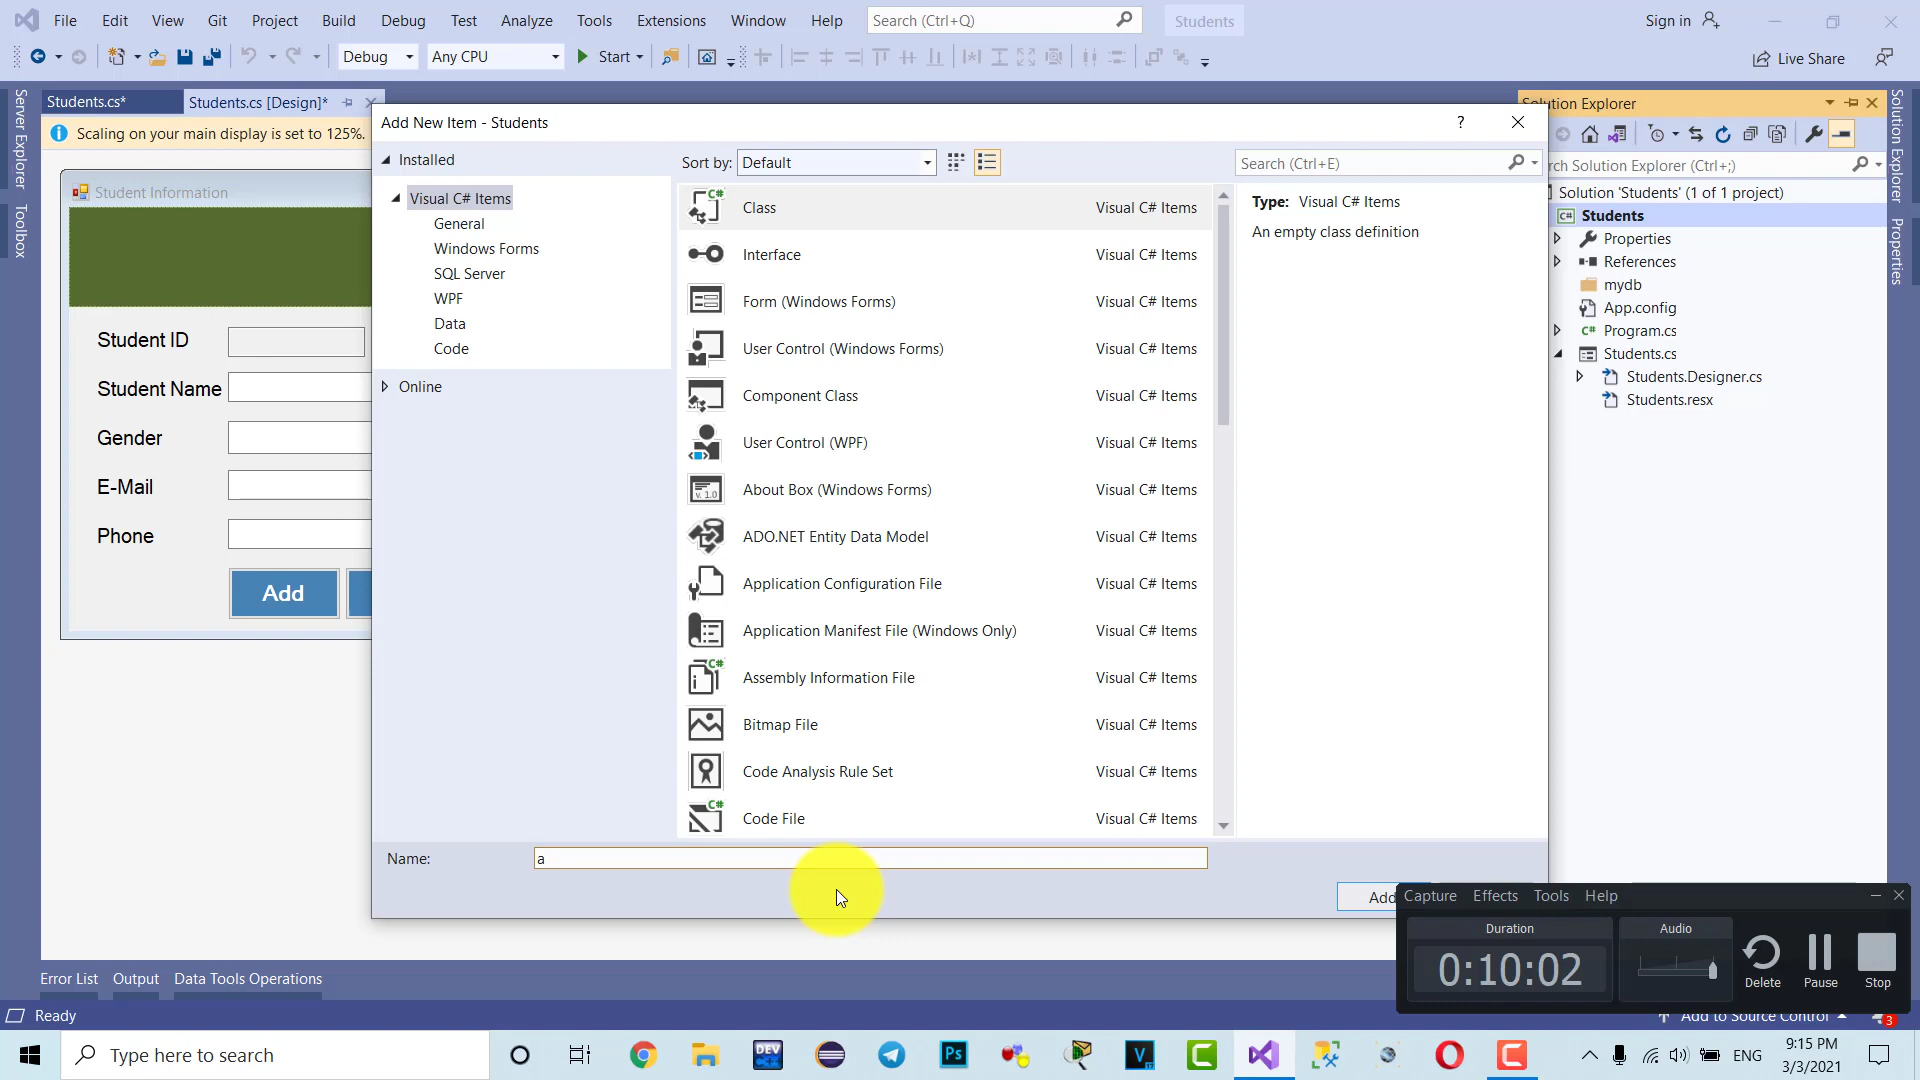 File Edit View Git Project Build Debug Test Analyze Tools Extensions Window Help Search (Ctrl+Q) Students Sign in
Debug Any CPU Start Live Share
Students.cs* Students.cs [Design]*
Scaling on your main display is set to 125%.
Server Explorer
Toolbox
Student Information
Student ID
Student Name
Gender
E-Mail
Phone
Add
Add New Item - Students ?
Installed
Visual C# Items
General
Windows Forms
SQL Server
WPF
Data
Code
Online
Sort by: Default
Class Visual C# Items
Interface Visual C# Items
Form (Windows Forms) Visual C# Items
User Control (Windows Forms) Visual C# Items
Component Class Visual C# Items
User Control (WPF) Visual C# Items
About Box (Windows Forms) Visual C# Items
ADO.NET Entity Data Model Visual C# Items
Application Configuration File Visual C# Items
Application Manifest File (Windows Only) Visual C# Items
Assembly Information File Visual C# Items
Bitmap File Visual C# Items
Code Analysis Rule Set Visual C# Items
Code File Visual C# Items
Search (Ctrl+E)
Type: Visual C# Items
An empty class definition
Name: a
Add
Solution Explorer
rch Solution Explorer (Ctrl+;)
Solution 'Students' (1 of 1 project)
C# Students
Properties
References
mydb
App.config
C# Program.cs
Students.cs
Students.Designer.cs
Students.resx
Solution Explorer
Properties
Capture Effects Tools Help
Duration
0:10:02
Audio
Delete Pause Stop
Error List Output Data Tools Operations
Ready Add to Source Control 3
Type here to search
DEV
C++
Ps
V
17
C
C
ENG
9:15 PM
3/3/2021